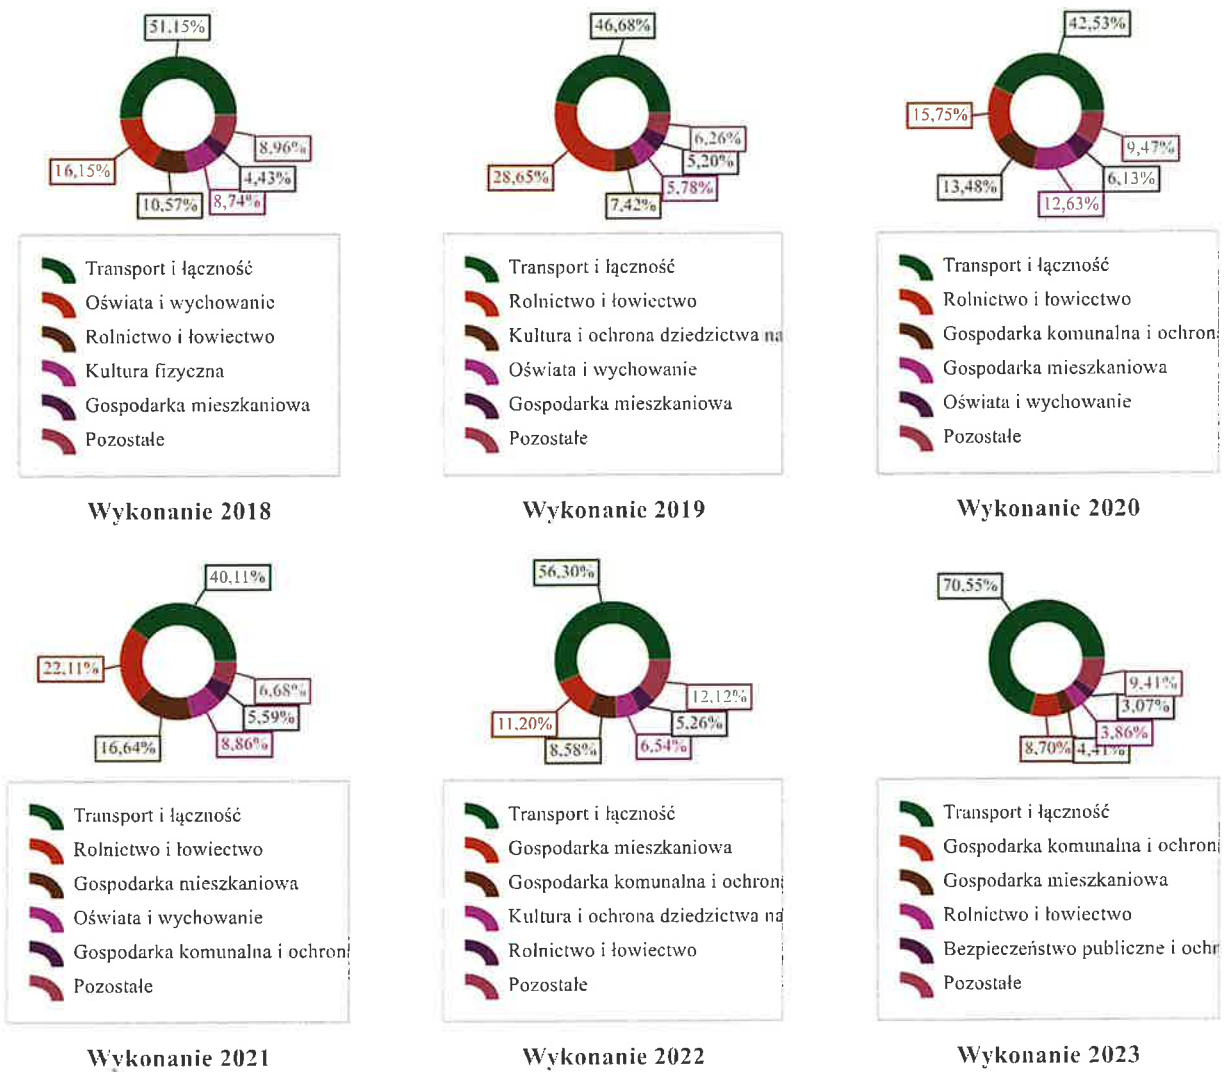 51,15%
16,15%
10,57%
8,74%
4,43%
8,96%
Transport i łączność
Oświata i wychowanie
Rolnictwo i łowiectwo
Kultura fizyczna
Gospodarka mieszkaniowa
Pozostałe
Wykonanie 2018
46,68%
28,65%
7,42%
5,78%
5,20%
6,26%
Transport i łączność
Rolnictwo i łowiectwo
Kultura i ochrona dziedzictwa na
Oświata i wychowanie
Gospodarka mieszkaniowa
Pozostałe
Wykonanie 2019
42,53%
15,75%
13,48%
12,63%
6,13%
9,47%
Transport i łączność
Rolnictwo i łowiectwo
Gospodarka komunalna i ochron
Gospodarka mieszkaniowa
Oświata i wychowanie
Pozostałe
Wykonanie 2020
40,11%
22,11%
16,64%
8,86%
5,59%
6,68%
Transport i łączność
Rolnictwo i łowiectwo
Gospodarka mieszkaniowa
Oświata i wychowanie
Gospodarka komunalna i ochron
Pozostałe
Wykonanie 2021
56,30%
11,20%
8,58%
6,54%
5,26%
12,12%
Transport i łączność
Gospodarka mieszkaniowa
Gospodarka komunalna i ochron
Kultura i ochrona dziedzictwa na
Rolnictwo i łowiectwo
Pozostałe
Wykonanie 2022
70,55%
8,70%
4,41%
3,86%
3,07%
9,41%
Transport i łączność
Gospodarka komunalna i ochron
Gospodarka mieszkaniowa
Rolnictwo i łowiectwo
Bezpieczeństwo publiczne i ochr
Pozostałe
Wykonanie 2023